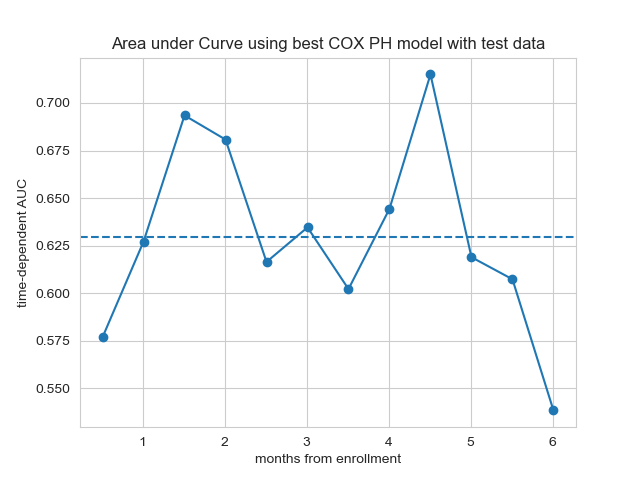 Area under Curve using best COX PH model with test data
0.700
0.675
0.650
0.625
0.600
0.575
0.550
time-dependent AUC
1 2 3 4 5 6
months from enrollment